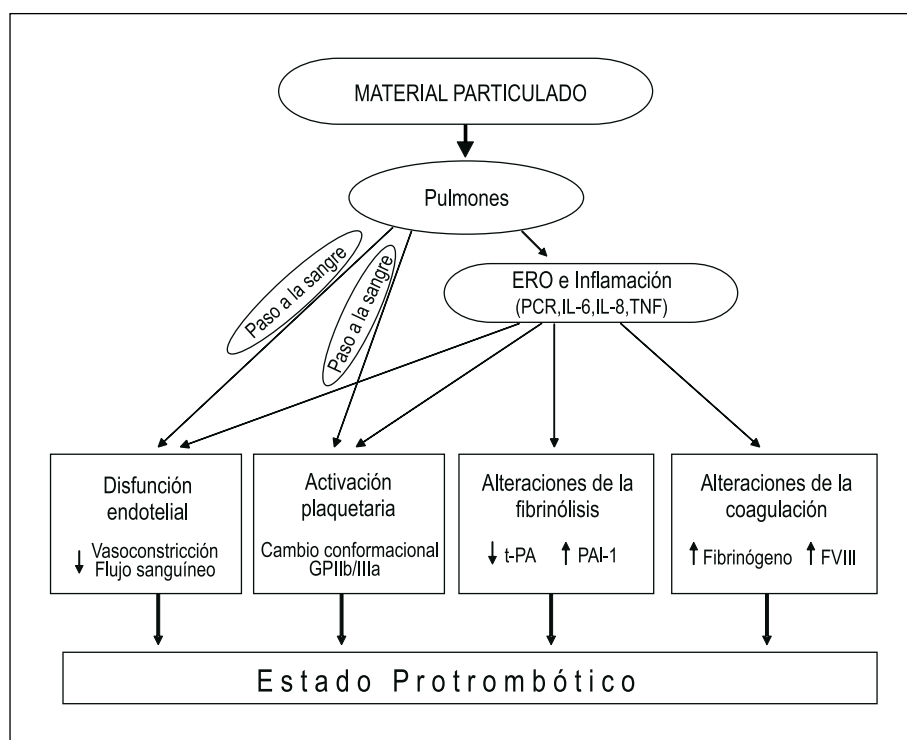 MATERIAL PARTICULADO
Pulmones
Paso a la sangre
Paso a la sangre
ERO e Inflamación
(PCR,IL-6,IL-8,TNF)
Disfunción
endotelial
↓ Vasoconstricción
Flujo sanguíneo
Activación
plaquetaria
Cambio conformacional
GPIIb/IIIa
Alteraciones de la
fibrinólisis
↓ t-PA ↑ PAI-1
Alteraciones de la
coagulación
↑ Fibrinógeno ↑ FVIII
Estado Protrombótico